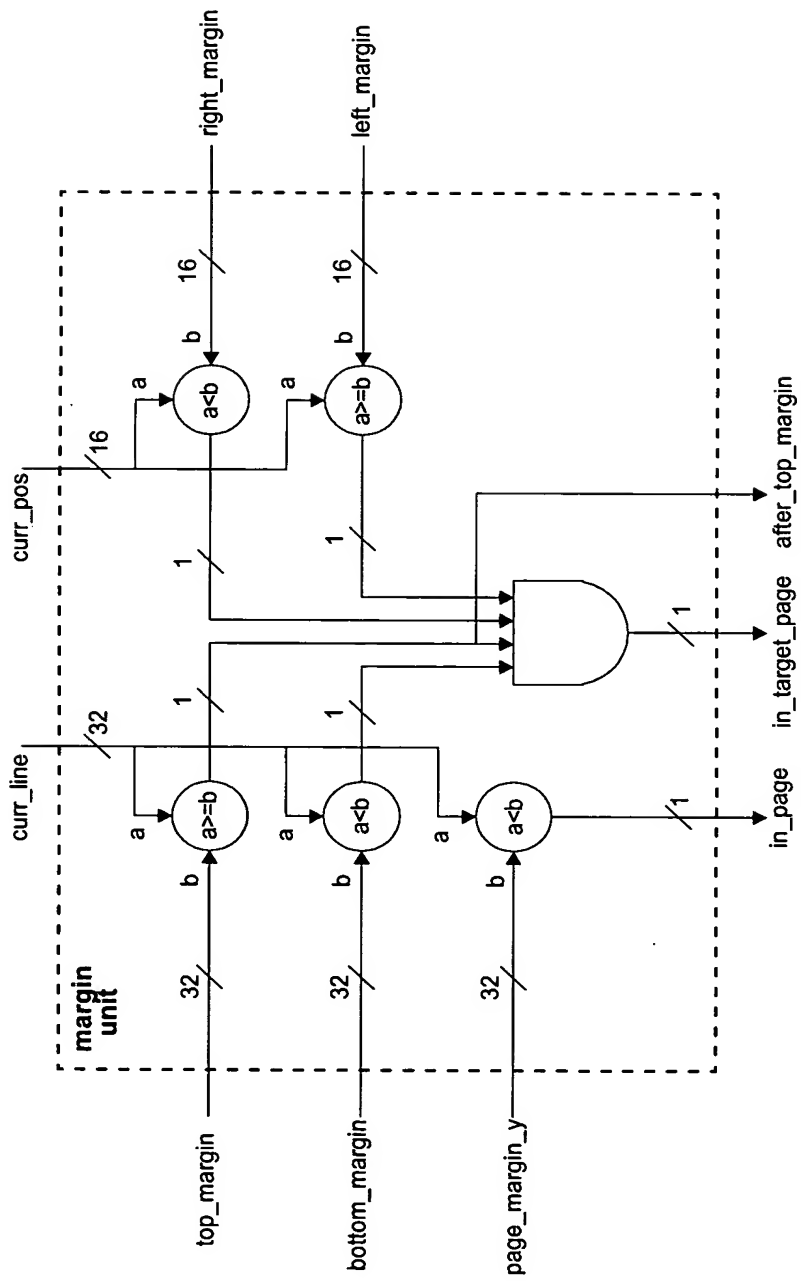 curr_line
curr_pos
margin
unit
32
16
top_margin
32
b
a
a>=b
1
1
a
a<b
b
16
right_margin
bottom_margin
32
b
a
a<b
1
1
a
a>=b
b
16
left_margin
page_margin_y
32
b
a
a<b
1
1
in_page
in_target_page
after_top_margin